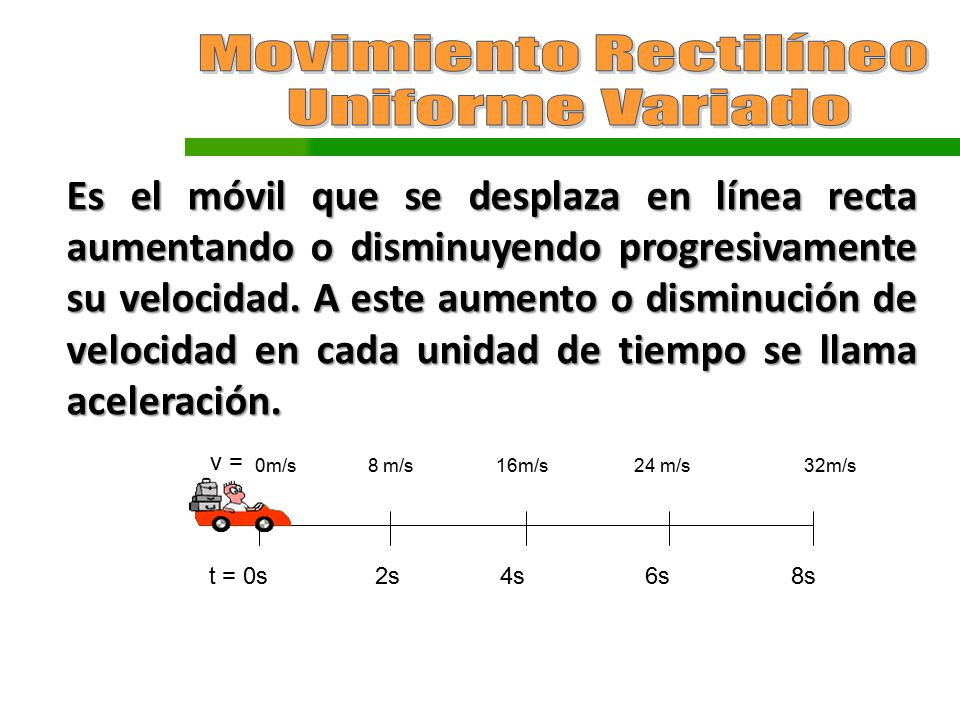 Movimiento Rectilíneo
Uniforme Variado
Es el móvil que se desplaza en línea recta
aumentando o disminuyendo progresivamente
su velocidad. A este aumento o disminución de
velocidad en cada unidad de tiempo se llama
aceleración.
v = 0m/s 8 m/s 16m/s 24 m/s 32m/s
t = 0s 2s 4s 6s 8s